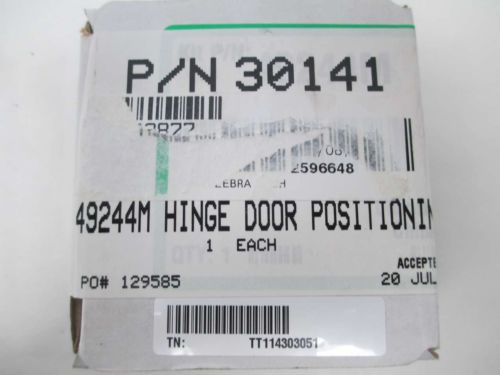 P/N 30141
2596648
49244M HINGE DOOR POSITIONIN
1 EACH
ACCEPTE
PO# 129585
20 JUL
TN:
TT114303051